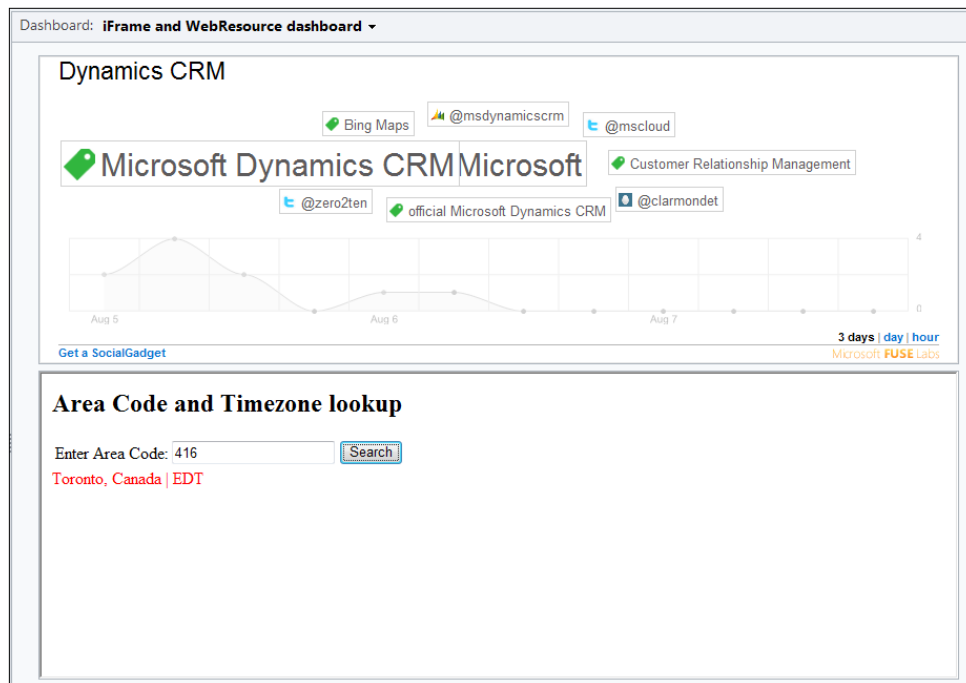 Dashboard: iFrame and WebResource dashboard
Dynamics CRM
Bing Maps
@msdynamicscrm
@mscloud
Microsoft Dynamics CRM
Microsoft
Customer Relationship Management
@zero2ten
official Microsoft Dynamics CRM
@clarmondet
4
0
Aug 5
Aug 6
Aug 7
3 days | day | hour
Get a SocialGadget
Microsoft FUSE Labs
Area Code and Timezone lookup
Enter Area Code: 416 Search
Toronto, Canada | EDT